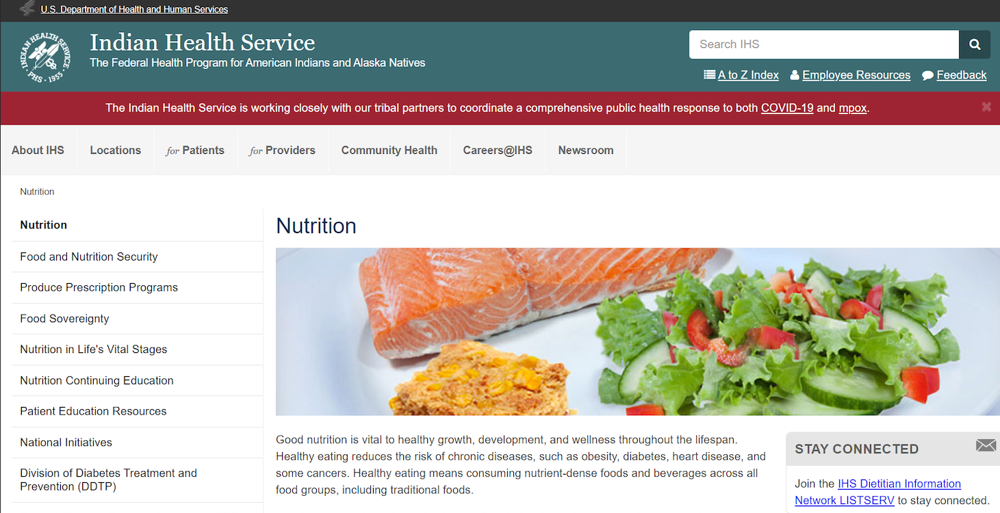 U.S. Department of Health and Human Services
INDIAN HEALTH SERVICE
PHS - 1955
Indian Health Service
The Federal Health Program for American Indians and Alaska Natives
Search IHS
A to Z Index Employee Resources Feedback
The Indian Health Service is working closely with our tribal partners to coordinate a comprehensive public health response to both COVID-19 and mpox.
About IHS Locations for Patients for Providers Community Health Careers@IHS Newsroom
Nutrition
Nutrition
Food and Nutrition Security
Produce Prescription Programs
Food Sovereignty
Nutrition in Life's Vital Stages
Nutrition Continuing Education
Patient Education Resources
National Initiatives
Division of Diabetes Treatment and
Prevention (DDTP)
Nutrition
Good nutrition is vital to healthy growth, development, and wellness throughout the lifespan.
Healthy eating reduces the risk of chronic diseases, such as obesity, diabetes, heart disease, and
some cancers. Healthy eating means consuming nutrient-dense foods and beverages across all
food groups, including traditional foods.
STAY CONNECTED
Join the IHS Dietitian Information
Network LISTSERV to stay connected.